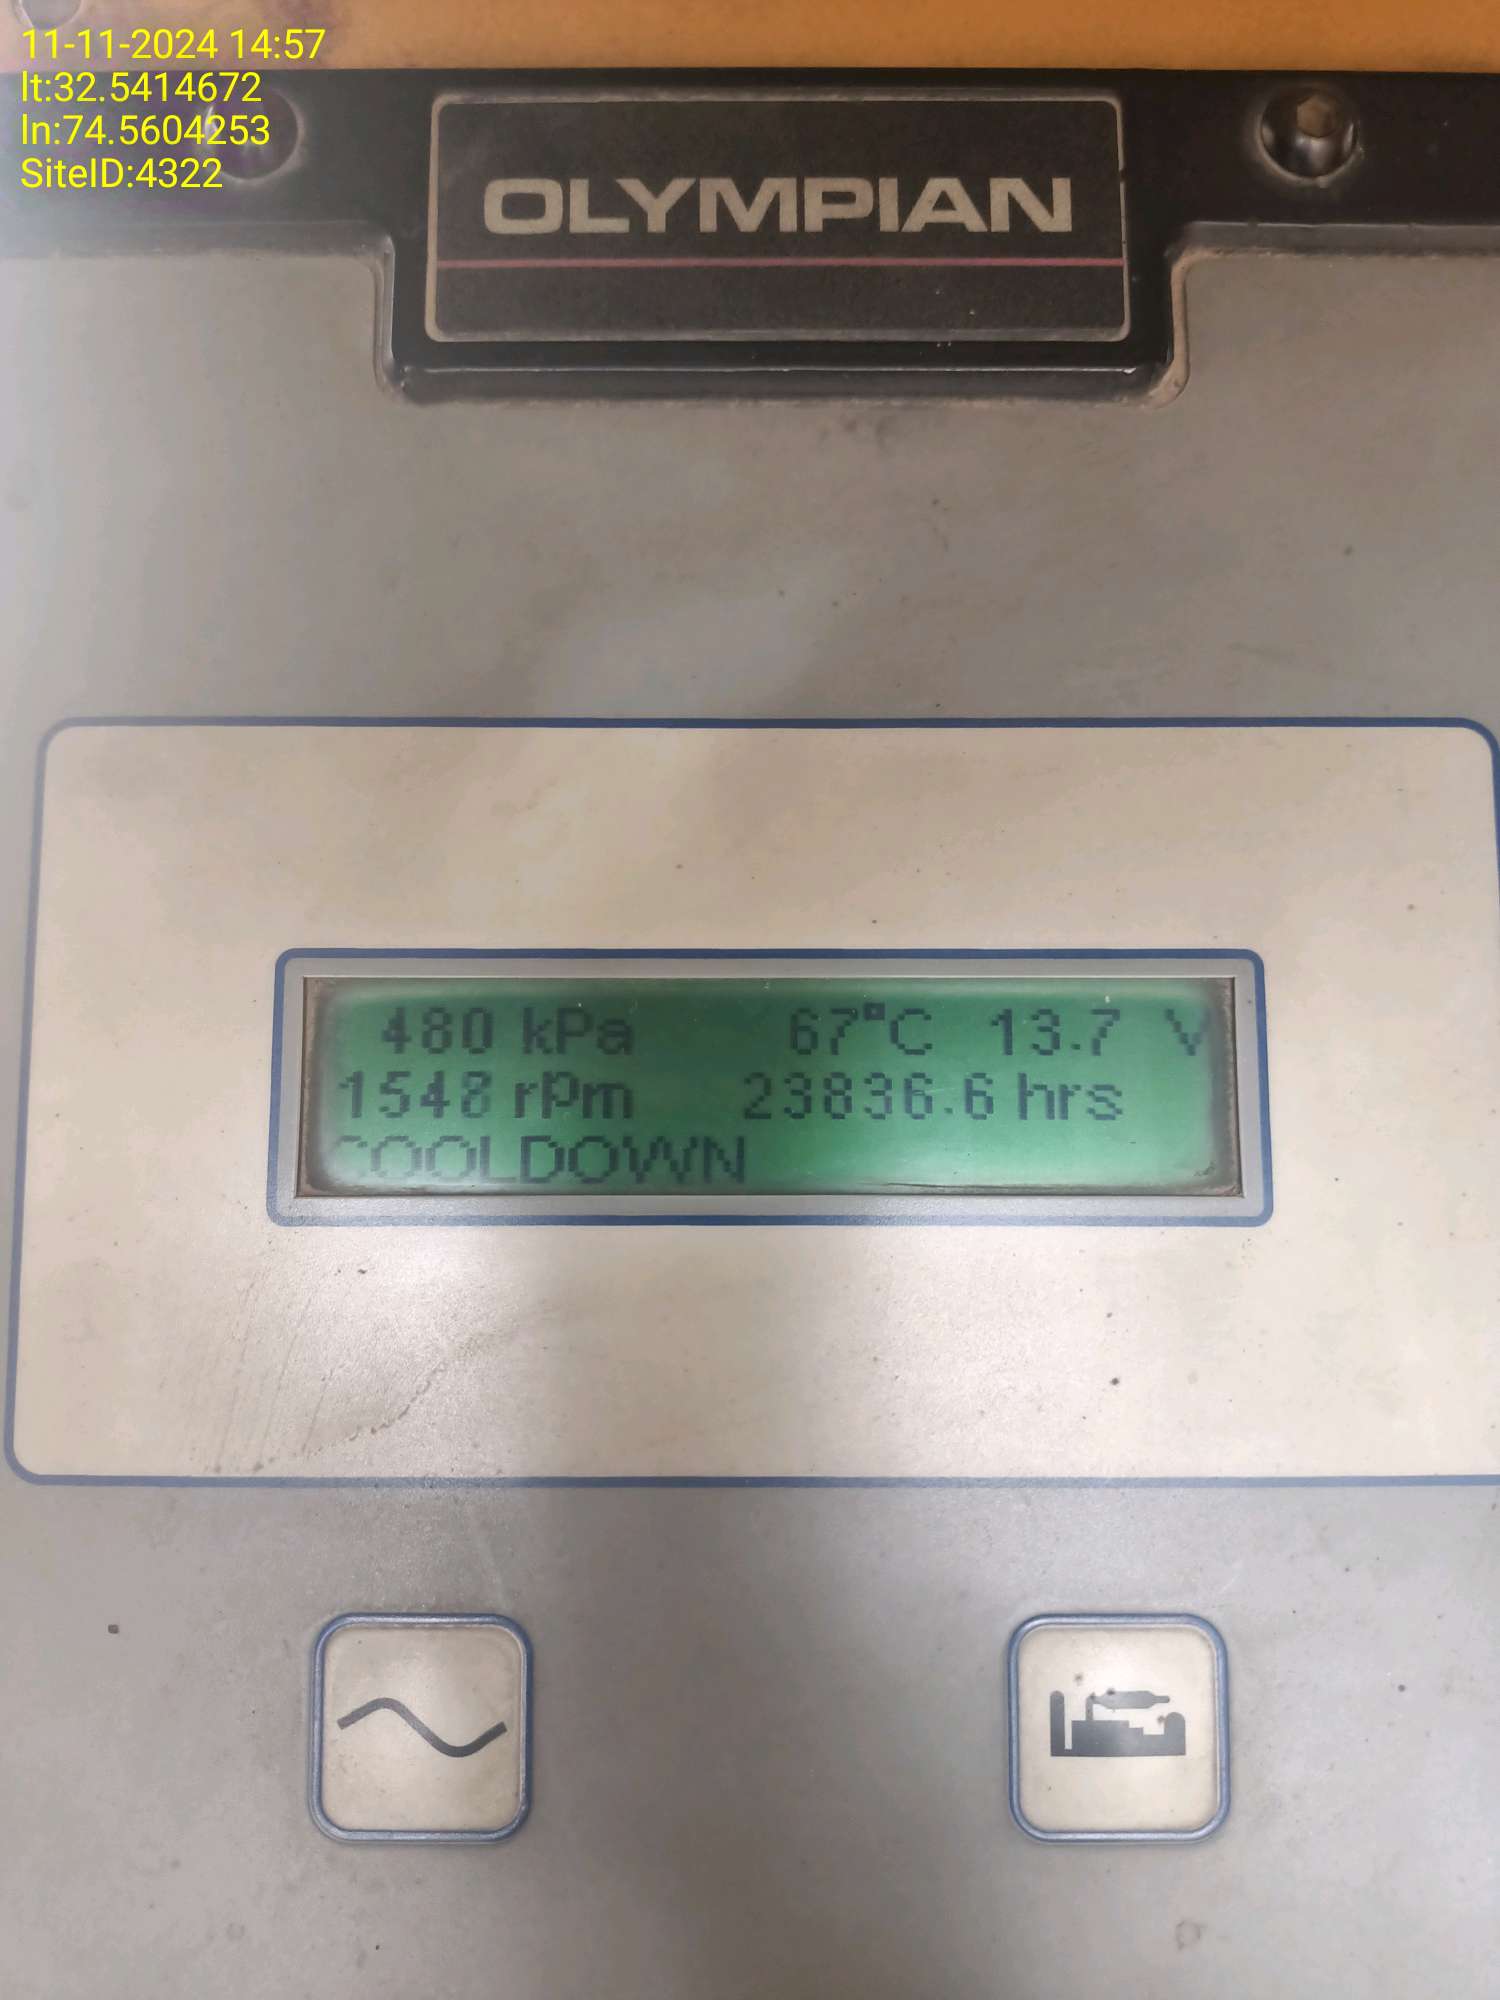 11-11-2024 14:57
lt:32.5414672
ln:74.5604253
SiteID:4322
OLYMPIAN
480 kPa 67°C 13.7 V
1548 rpm 23836.6 hrs
COOLDOWN